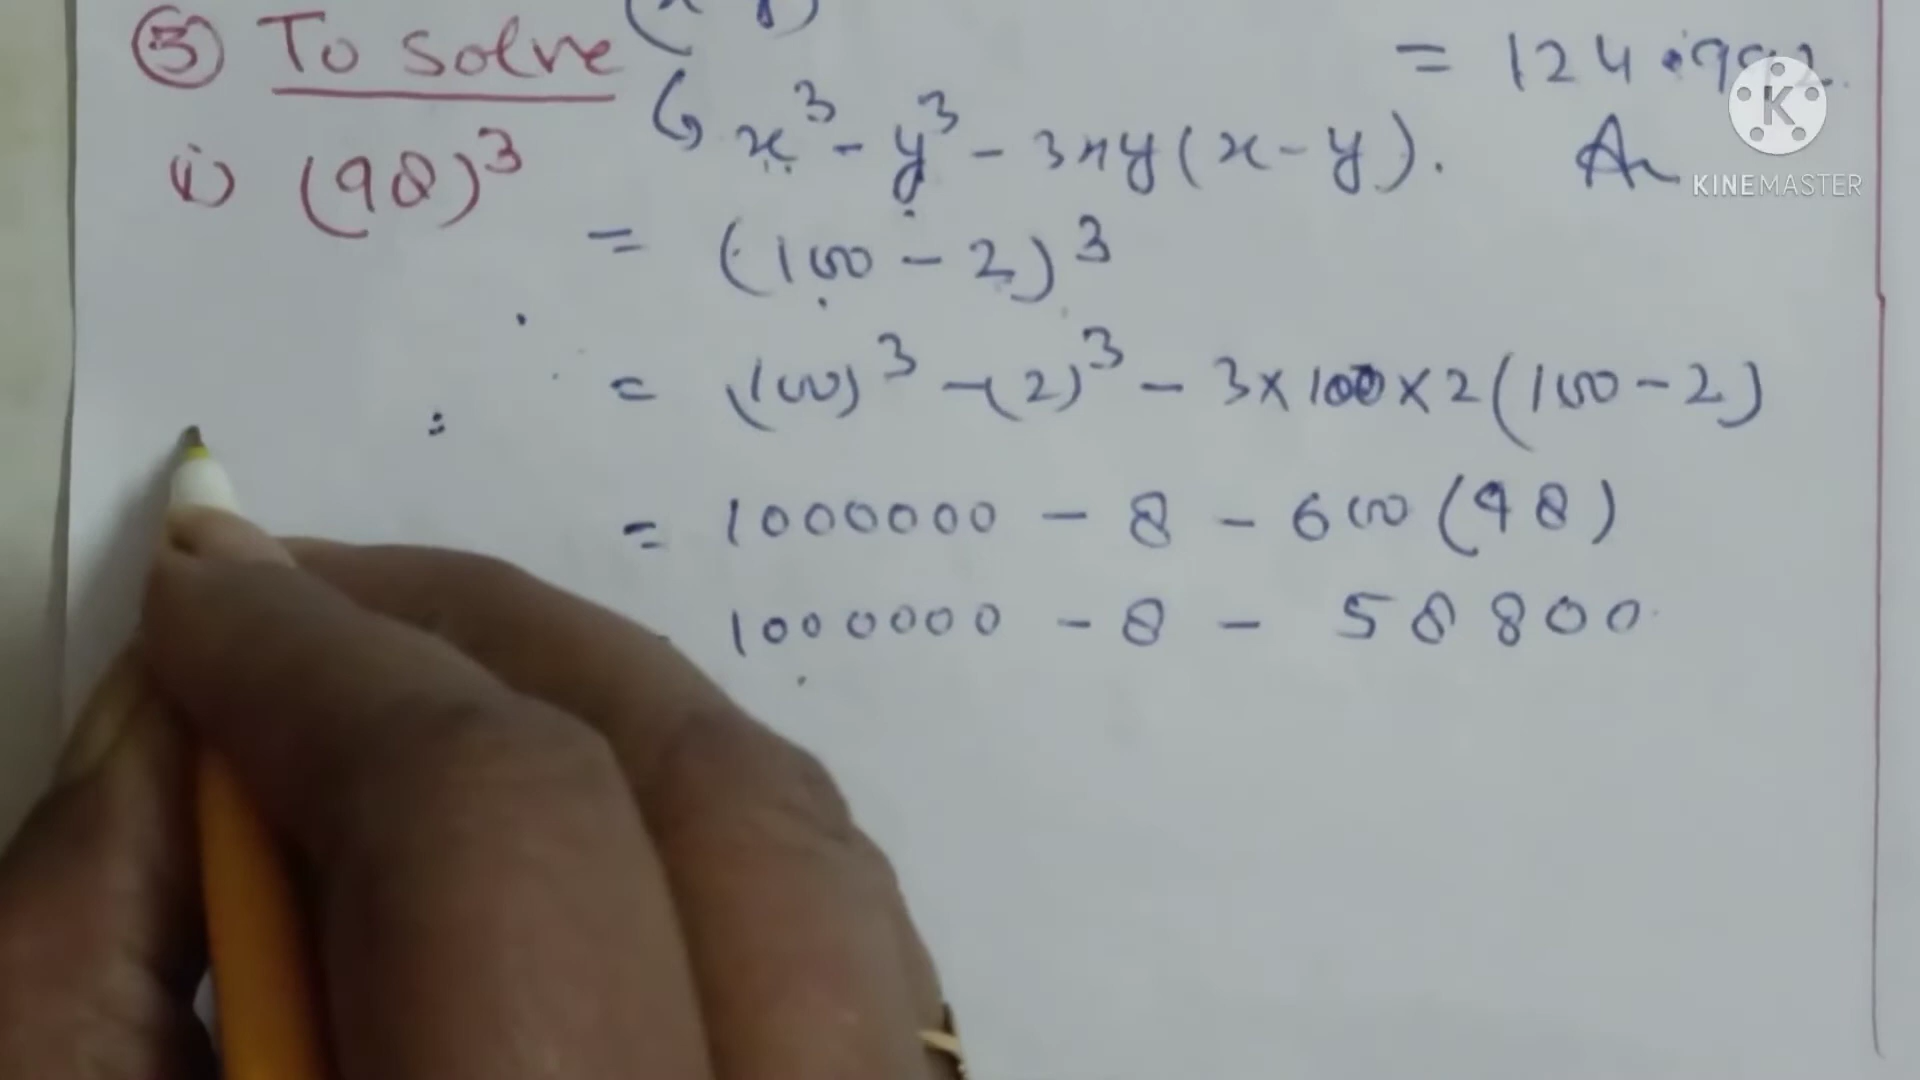 ③ To solve
= 124.992
x³ - y³ - 3xy(x - y).
i) (98)³
= (100 - 2)³
= (100)³ - (2)³ - 3×100×2(100-2)
= 1000000 - 8 - 600(98)
1000000 - 8 - 58800
KINEMASTER